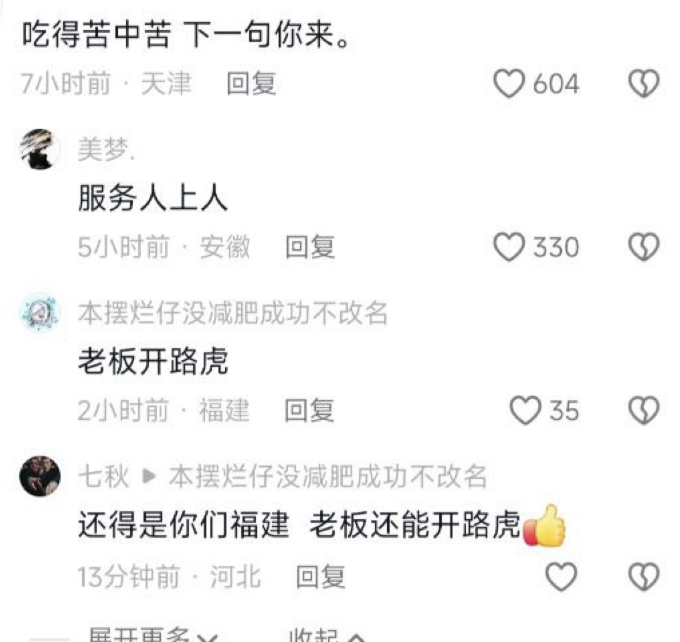 吃得苦中苦 下一句你来。
7小时前 · 天津 回复 604
美梦.
服务人上人
5小时前 · 安徽 回复 330
本摆烂仔没减肥成功不改名
老板开路虎
2小时前 · 福建 回复 35
七秋 ▶ 本摆烂仔没减肥成功不改名
还得是你们福建 老板还能开路虎👍
13分钟前 · 河北 回复
展开更多 收起